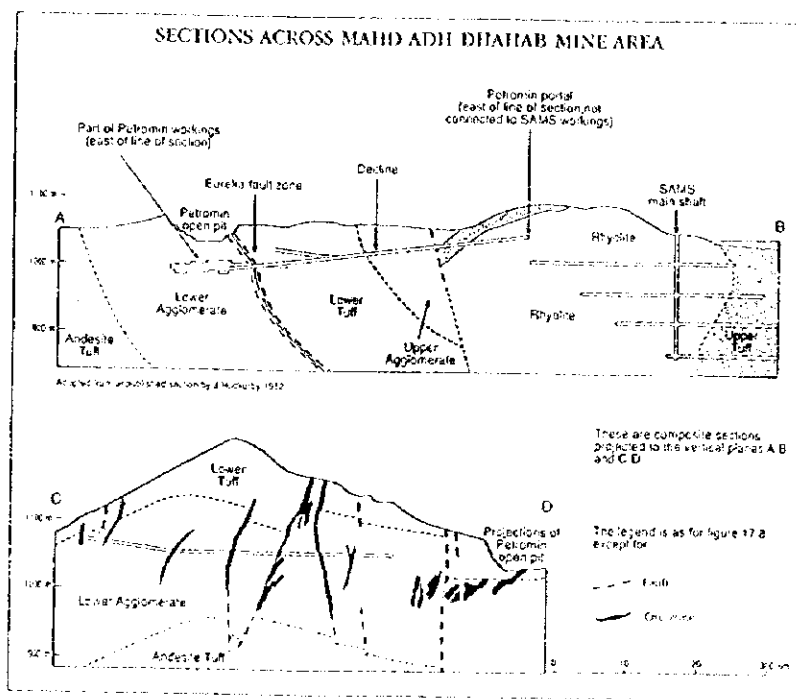 SECTIONS ACROSS MAHD ADH DHAHAB MINE AREA
Petromin portal
(east of line of section, not
connected to SAMS workings)
Part of Petromin workings
(east of line of section)
Eureka fault zone
Decline
SAMS
main shaft
A
Petromin
open pit
B
Rhyolite
Lower
Agglomerate
Lower
Tuff
Rhyolite
Andesite
Tuff
Upper
Agglomerate
Upper
Tuff
These are composite sections
projected to the vertical planes A B
and C D
Lower
Tuff
C
D
Projections of
Petromin
open pit
The legend is as for figure 17.8
except for
Fault
Lower Agglomerate
Ore zone
Andesite Tuff
0 10 20